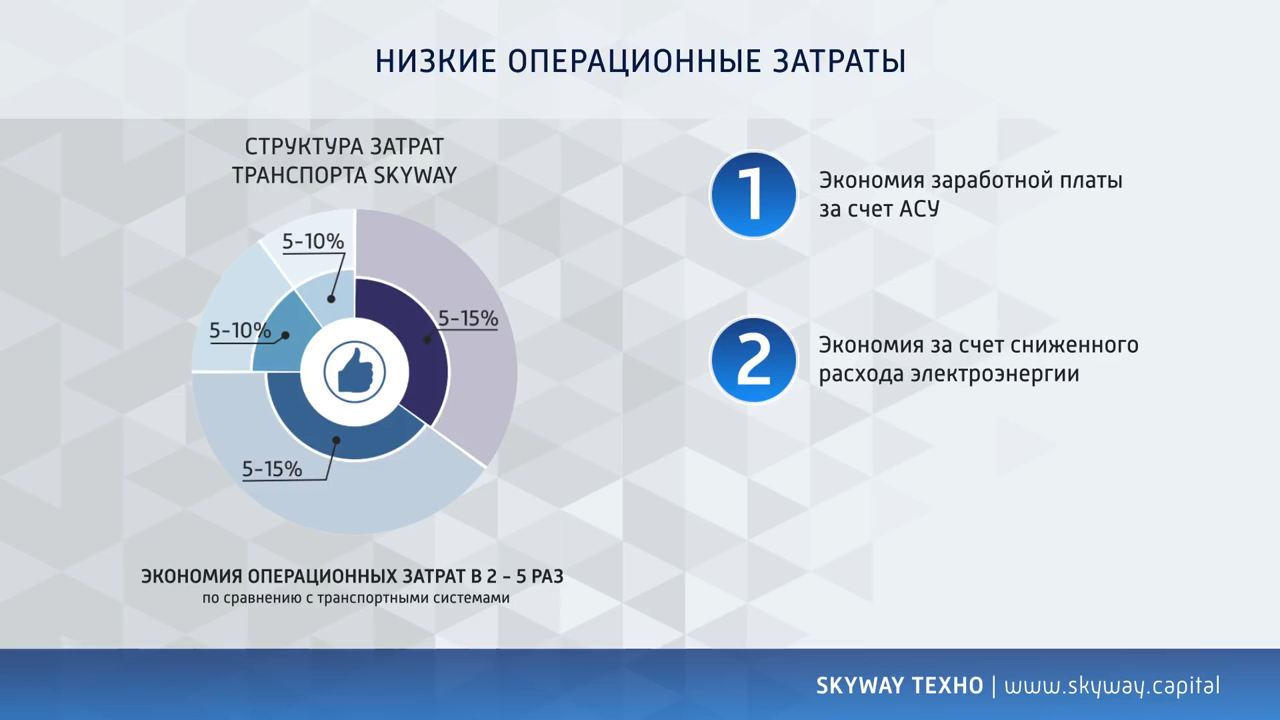 НИЗКИЕ ОПЕРАЦИОННЫЕ ЗАТРАТЫ
СТРУКТУРА ЗАТРАТ
ТРАНСПОРТА SKYWAY
5-10%
5-15%
5-10%
5-15%
ЭКОНОМИЯ ОПЕРАЦИОННЫХ ЗАТРАТ В 2 - 5 РАЗ
по сравнению с транспортными системами
1
Экономия заработной платы
за счет АСУ
2
Экономия за счет сниженного
расхода электроэнергии
SKYWAY ТЕХНО | www.skyway.capital